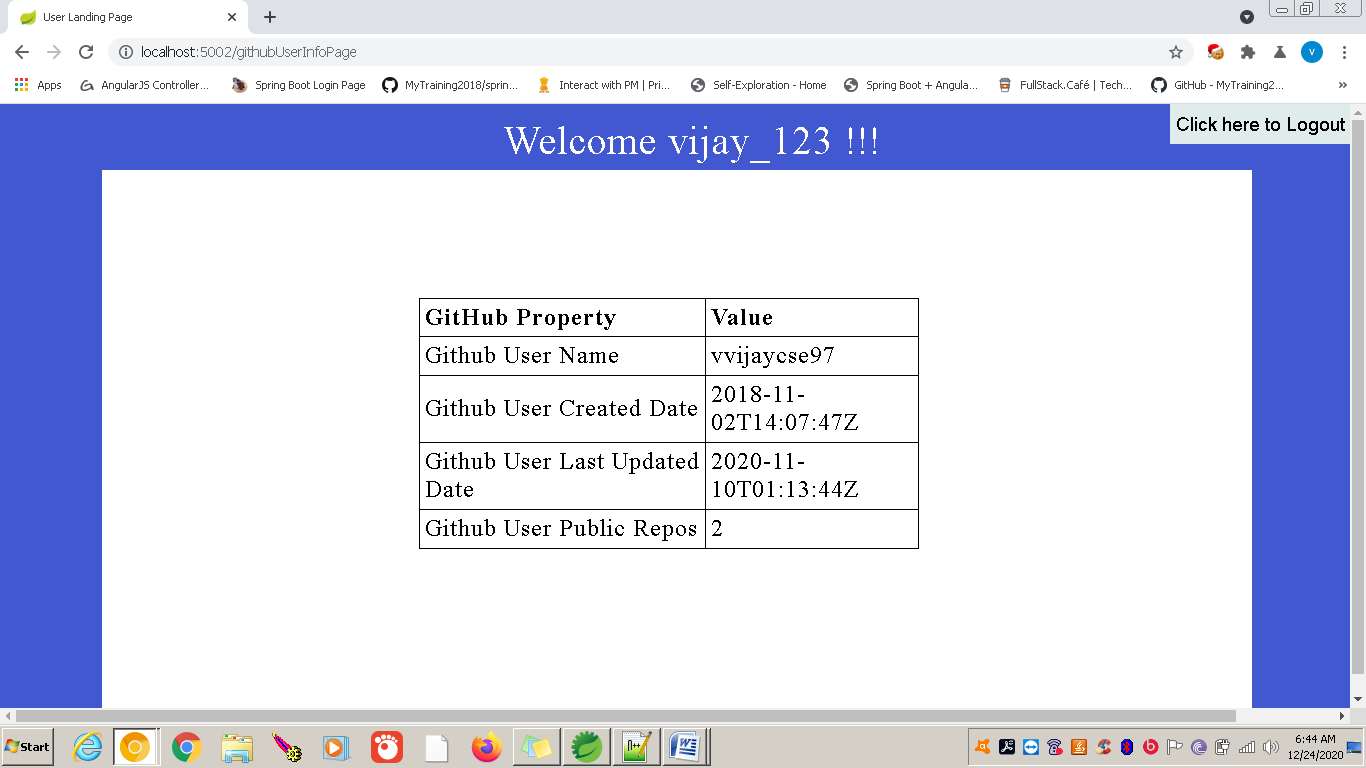 User Landing Page
localhost:5002/githubUserInfoPage
V
Apps
AngularJS Controller...
Spring Boot Login Page
MyTraining2018/sprin...
Interact with PM | Pri...
Self-Exploration - Home
Spring Boot + Angula...
FullStack.Café | Tech...
GitHub - MyTraining2...
»
Click here to Logout
Welcome vijay_123 !!!
GitHub Property Value
Github User Name vvijaycse97
Github User Created Date 2018-11-
02T14:07:47Z
Github User Last Updated 2020-11-
Date 10T01:13:44Z
Github User Public Repos 2
Start
6:44 AM
12/24/2020